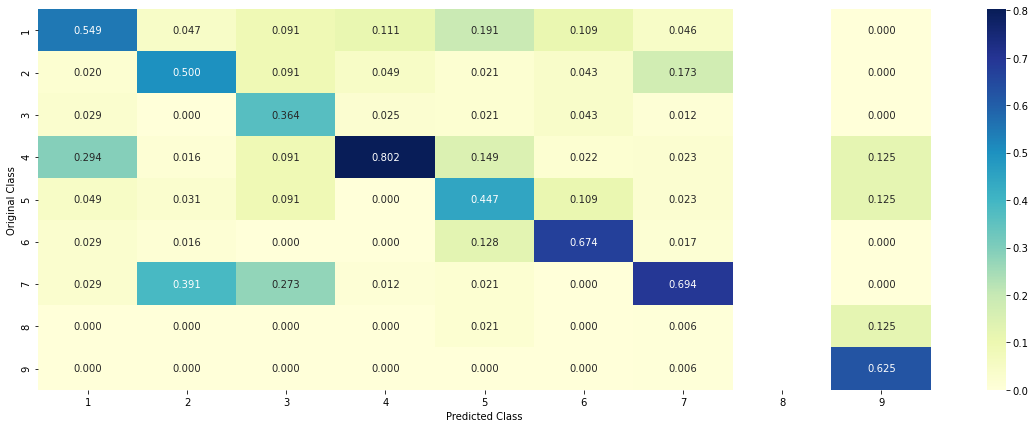 1 0.549 0.047 0.091 0.111 0.191 0.109 0.046 0.000
2 0.020 0.500 0.091 0.049 0.021 0.043 0.173 0.000
3 0.029 0.000 0.364 0.025 0.021 0.043 0.012 0.000
4 0.294 0.016 0.091 0.802 0.149 0.022 0.023 0.125
5 0.049 0.031 0.091 0.000 0.447 0.109 0.023 0.125
6 0.029 0.016 0.000 0.000 0.128 0.674 0.017 0.000
7 0.029 0.391 0.273 0.012 0.021 0.000 0.694 0.000
8 0.000 0.000 0.000 0.000 0.021 0.000 0.006 0.125
9 0.000 0.000 0.000 0.000 0.000 0.000 0.006 0.625
1 2 3 4 5 6 7 8 9
Predicted Class
Original Class
0.8
0.7
0.6
0.5
0.4
0.3
0.2
0.1
0.0